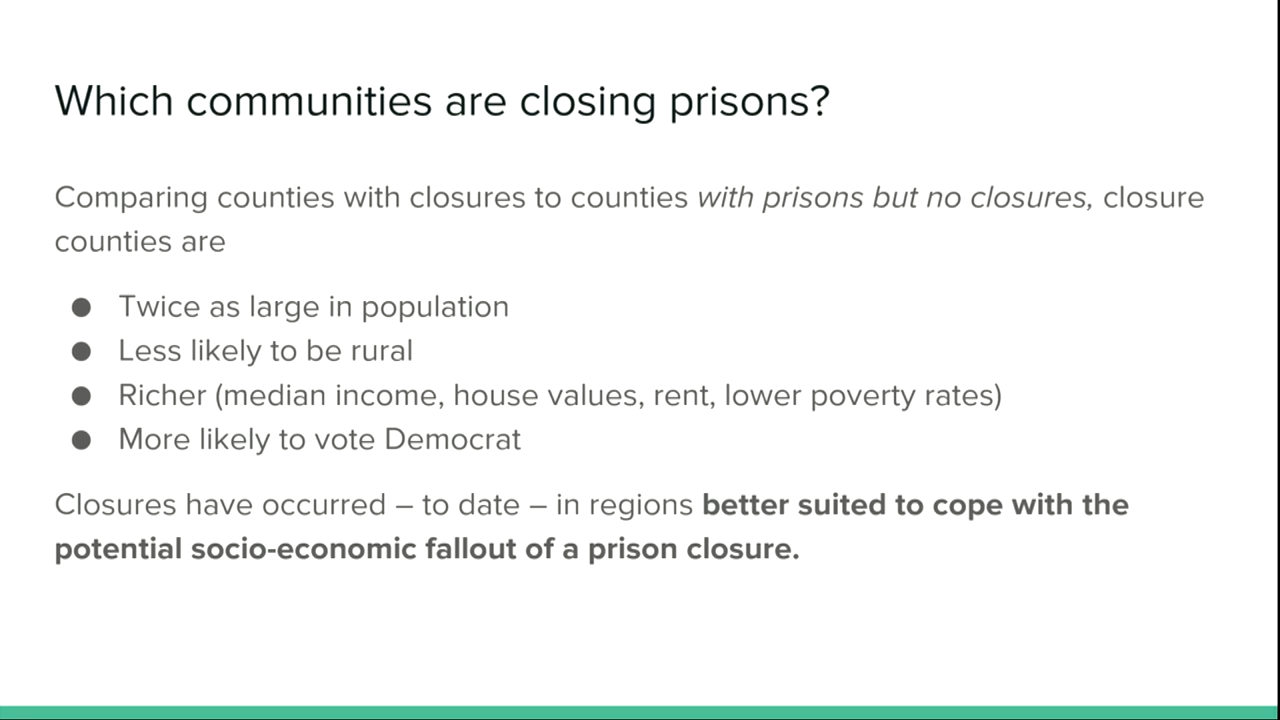 Which communities are closing prisons?
Comparing counties with closures to counties with prisons but no closures, closure
counties are
● Twice as large in population
● Less likely to be rural
● Richer (median income, house values, rent, lower poverty rates)
● More likely to vote Democrat
Closures have occurred – to date – in regions better suited to cope with the
potential socio-economic fallout of a prison closure.